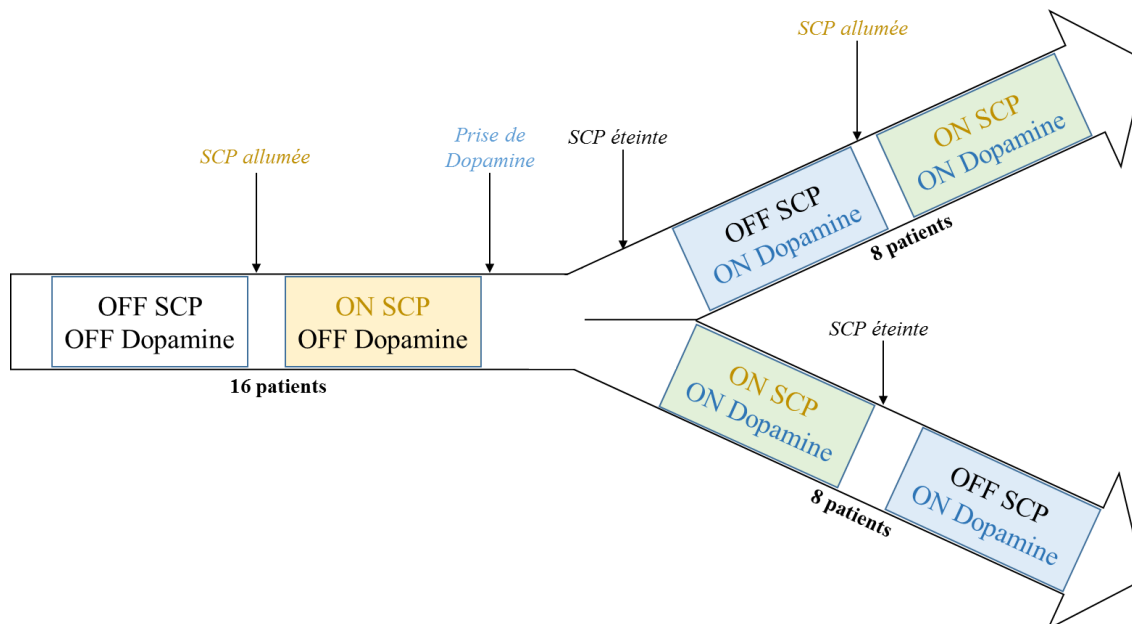 SCP allumée
OFF SCP
OFF Dopamine
ON SCP
OFF Dopamine
16 patients
Prise de
Dopamine
SCP éteinte
OFF SCP
ON Dopamine
SCP allumée
ON SCP
ON Dopamine
8 patients
ON SCP
ON Dopamine
SCP éteinte
OFF SCP
ON Dopamine
8 patients